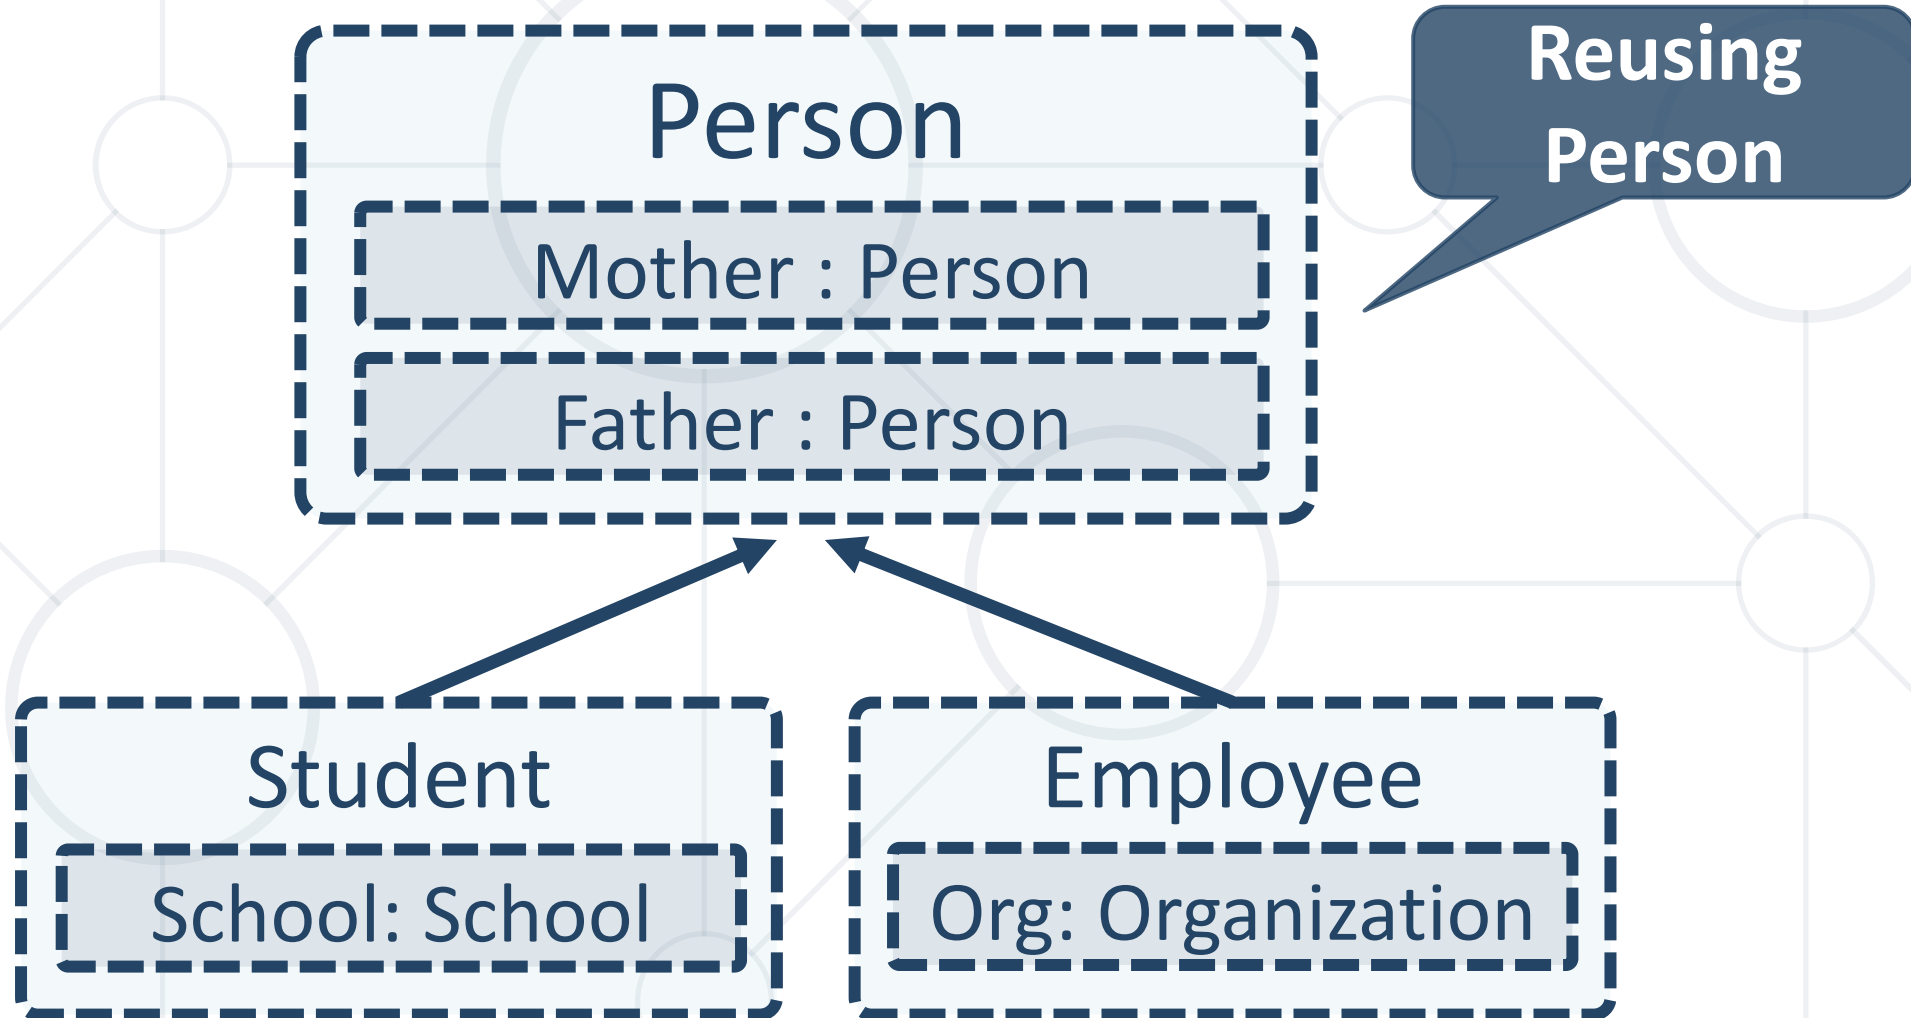 Reusing
Person
Person
Mother : Person
Father : Person
Student
School: School
Employee
Org: Organization